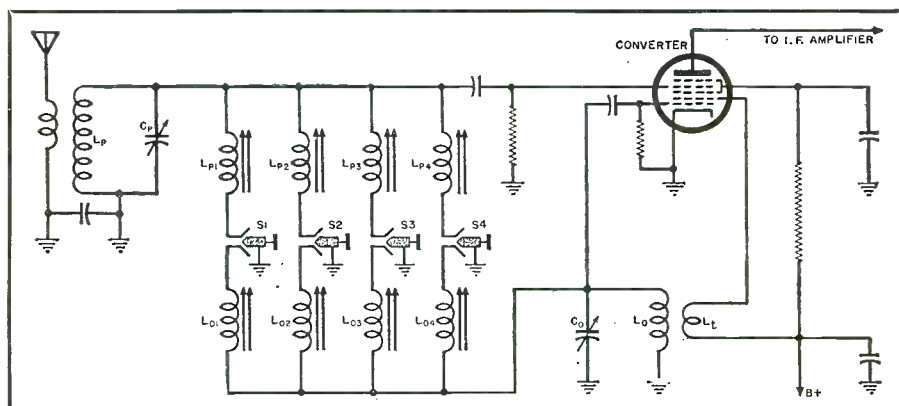 CONVERTER
TO I.F. AMPLIFIER
LP
CP
LP1
LP2
LP3
LP4
S1
S2
S3
S4
LO1
LO2
LO3
LO4
CO
LO
Lt
B+